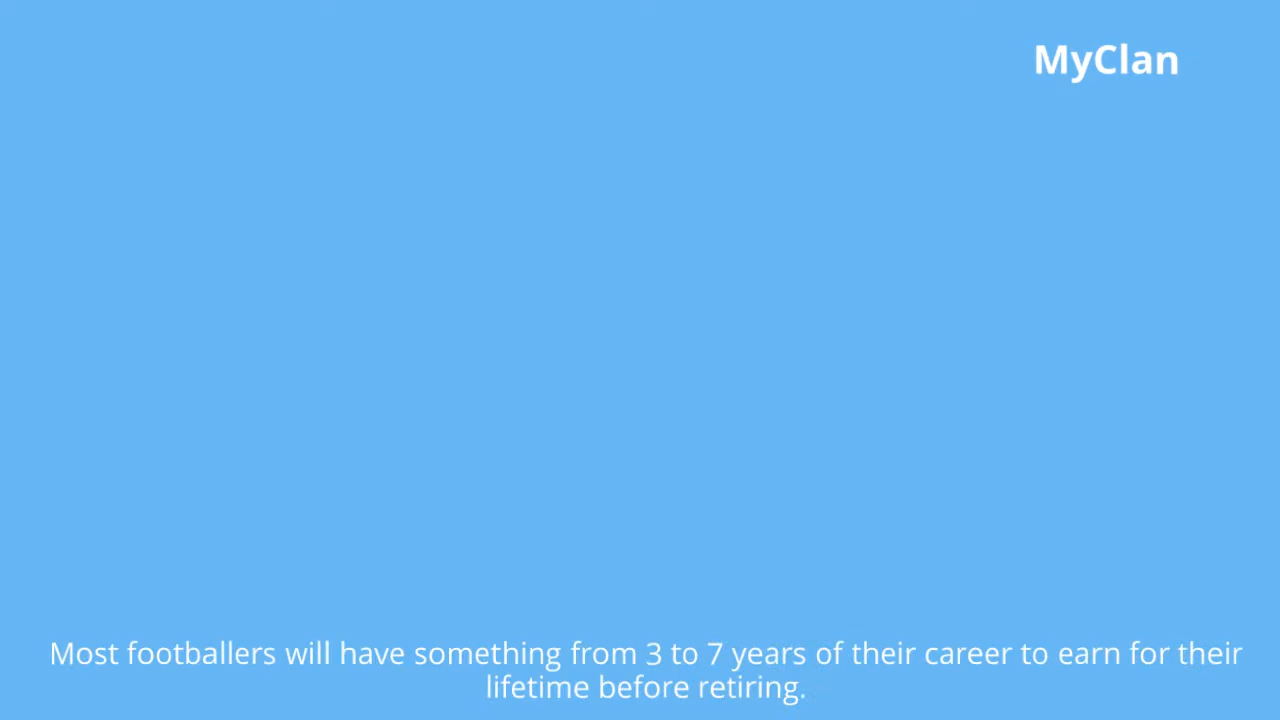 MyClan
Most footballers will have something from 3 to 7 years of their career to earn for their
lifetime before retiring.